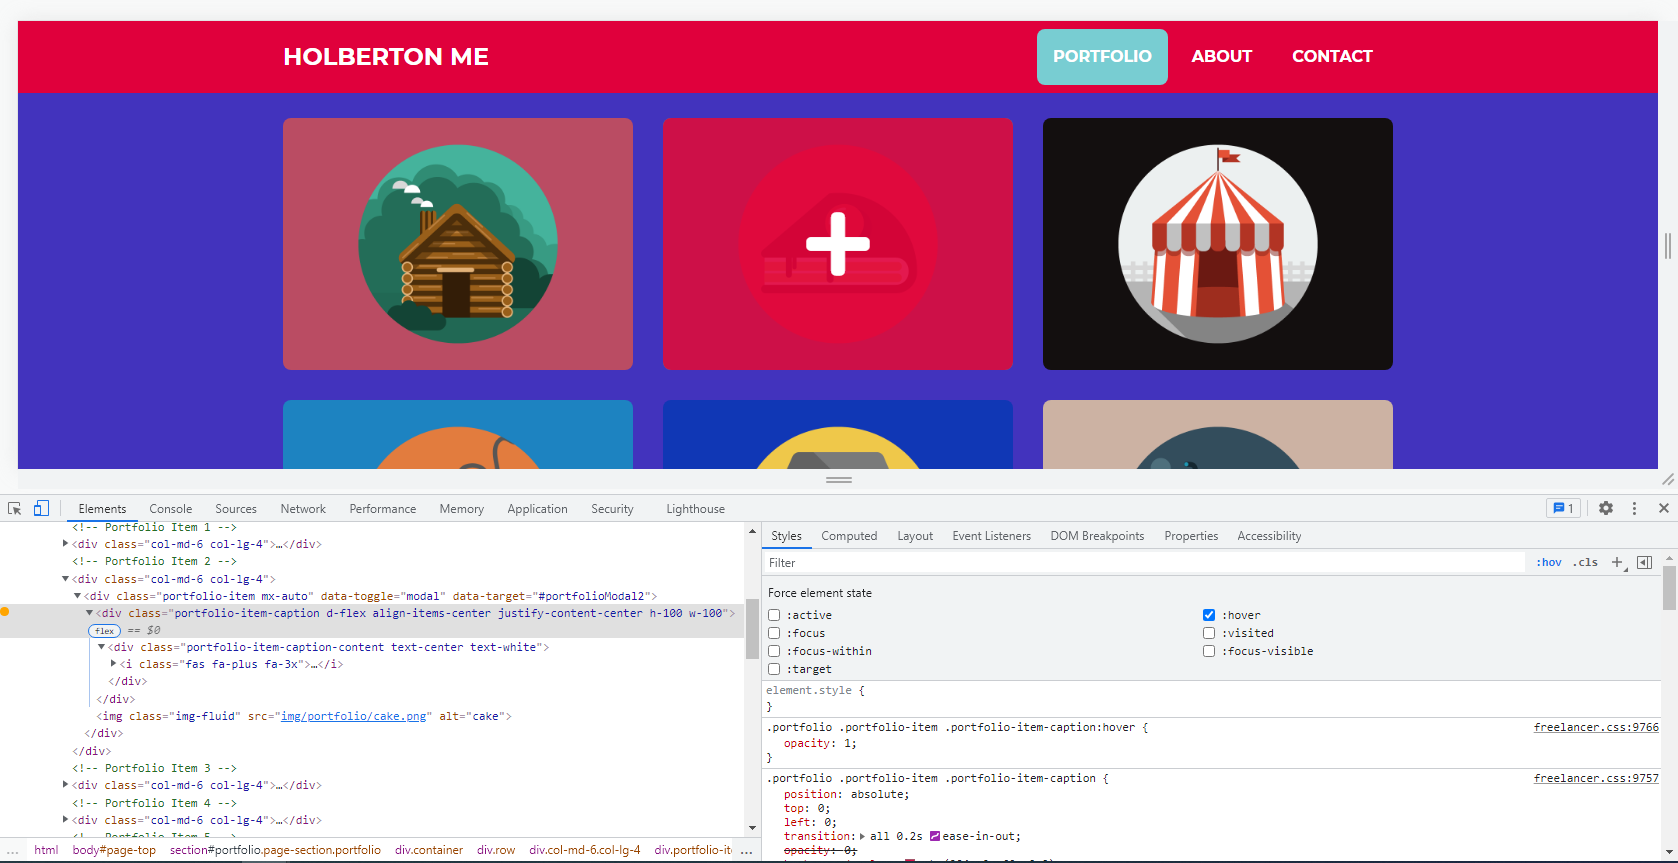 HOLBERTON ME
PORTFOLIO ABOUT CONTACT
Elements Console Sources Network Performance Memory Application Security Lighthouse
1
<!-- Portfolio Item 1 -->
<div class="col-md-6 col-lg-4">…</div>
<!-- Portfolio Item 2 -->
<div class="col-md-6 col-lg-4">
<div class="portfolio-item mx-auto" data-toggle="modal" data-target="#portfolioModal2">
<div class="portfolio-item-caption d-flex align-items-center justify-content-center h-100 w-100">
flex == $0
<div class="portfolio-item-caption-content text-center text-white">
<i class="fas fa-plus fa-3x">…</i>
</div>
</div>
<img class="img-fluid" src="img/portfolio/cake.png" alt="cake">
</div>
</div>
<!-- Portfolio Item 3 -->
<div class="col-md-6 col-lg-4">…</div>
<!-- Portfolio Item 4 -->
<div class="col-md-6 col-lg-4">…</div>
<!-- Portfolio Item 5 -->
… html body#page-top section#portfolio.page-section.portfolio div.container div.row div.col-md-6.col-lg-4 div.portfolio-it …
Styles Computed Layout Event Listeners DOM Breakpoints Properties Accessibility
Filter
:hov .cls +
Force element state
:active :hover
:focus :visited
:focus-within :focus-visible
:target
element.style {
}
.portfolio .portfolio-item .portfolio-item-caption:hover { freelancer.css:9766
opacity: 1;
}
.portfolio .portfolio-item .portfolio-item-caption { freelancer.css:9757
position: absolute;
top: 0;
left: 0;
transition: all 0.2s ease-in-out;
opacity: 0;